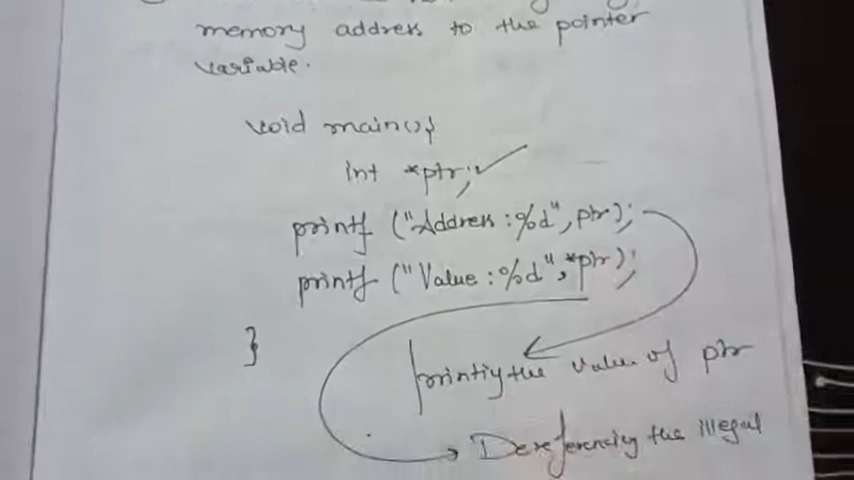 memory address to the pointer
variable.
void main(){
int *ptr;
printf ("Address :%d", ptr);
printf ("Value :%d", *ptr);
}
printing the value of ptr
Dereferencing the illegal